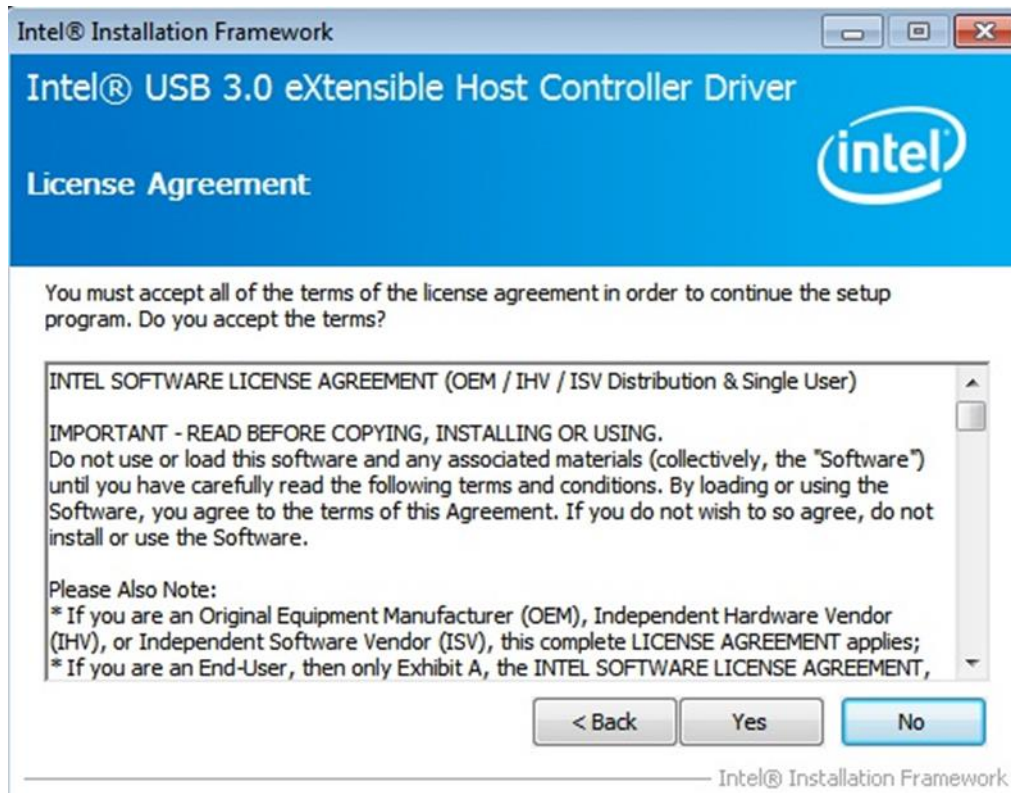 Intel® Installation Framework
Intel® USB 3.0 eXtensible Host Controller Driver
intel
License Agreement
You must accept all of the terms of the license agreement in order to continue the setup
program. Do you accept the terms?
INTEL SOFTWARE LICENSE AGREEMENT (OEM / IHV / ISV Distribution & Single User)
IMPORTANT - READ BEFORE COPYING, INSTALLING OR USING.
Do not use or load this software and any associated materials (collectively, the "Software")
until you have carefully read the following terms and conditions. By loading or using the
Software, you agree to the terms of this Agreement. If you do not wish to so agree, do not
install or use the Software.
Please Also Note:
* If you are an Original Equipment Manufacturer (OEM), Independent Hardware Vendor
(IHV), or Independent Software Vendor (ISV), this complete LICENSE AGREEMENT applies;
* If you are an End-User, then only Exhibit A, the INTEL SOFTWARE LICENSE AGREEMENT,
< Back Yes No
Intel® Installation Framework